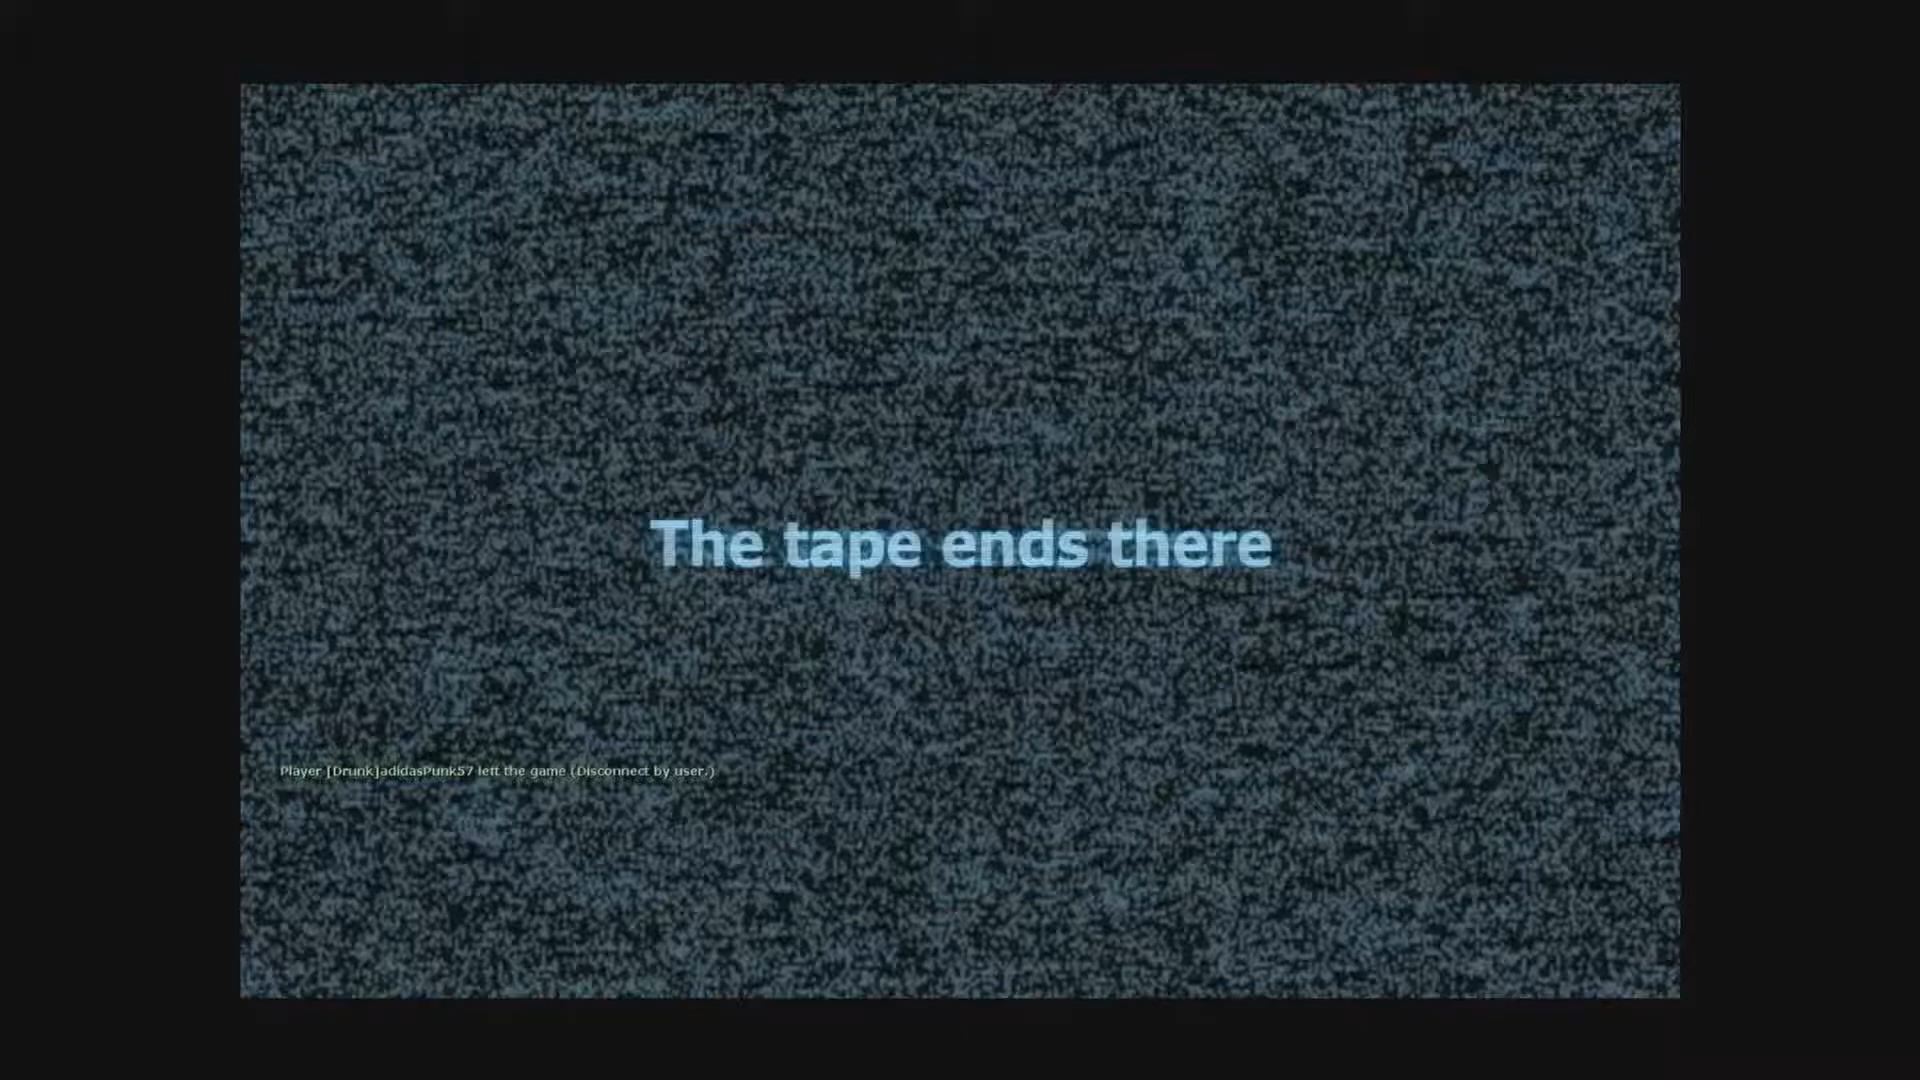 The tape ends there
Player [Drunk]adidasPunk57 left the game (Disconnect by user.)